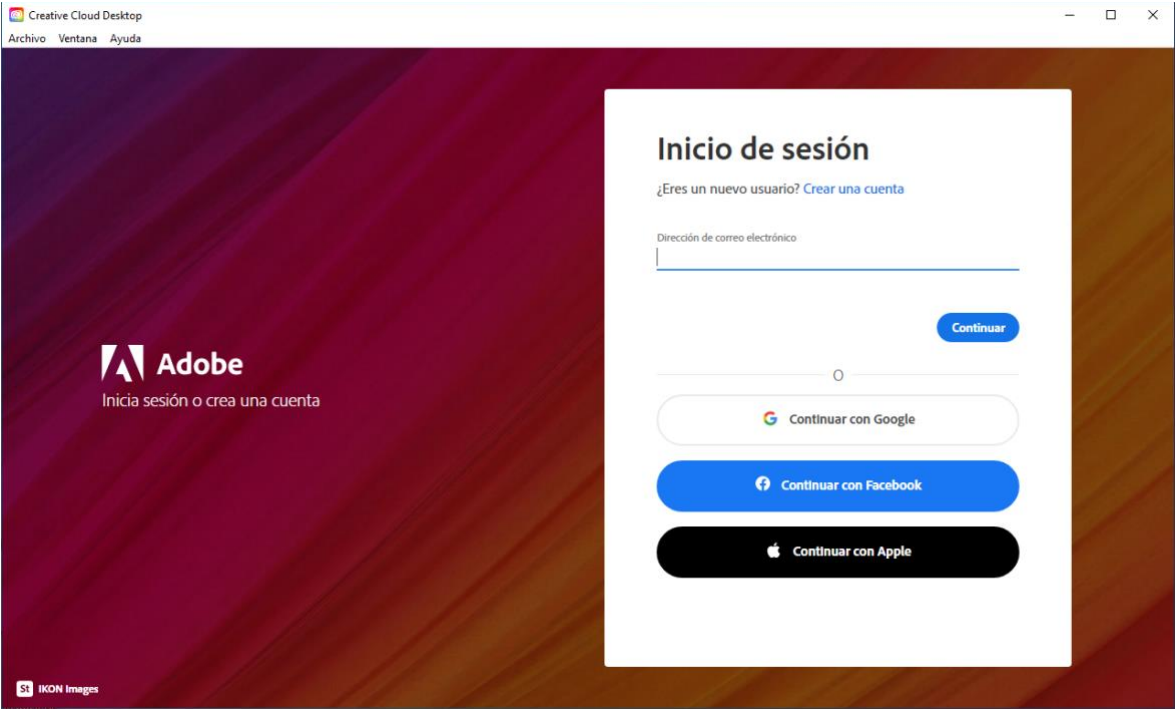 Creative Cloud Desktop
Archivo Ventana Ayuda
Inicio de sesión
¿Eres un nuevo usuario? Crear una cuenta
Dirección de correo electrónico
Continuar
O
Continuar con Google
Continuar con Facebook
Continuar con Apple
Adobe
Inicia sesión o crea una cuenta
St IKON Images